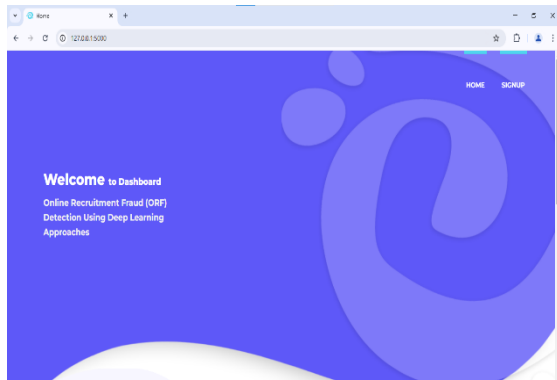 Home
127.0.0.1:5000
HOME SIGNUP
Welcome to Dashboard
Online Recruitment Fraud (ORF)
Detection Using Deep Learning
Approaches